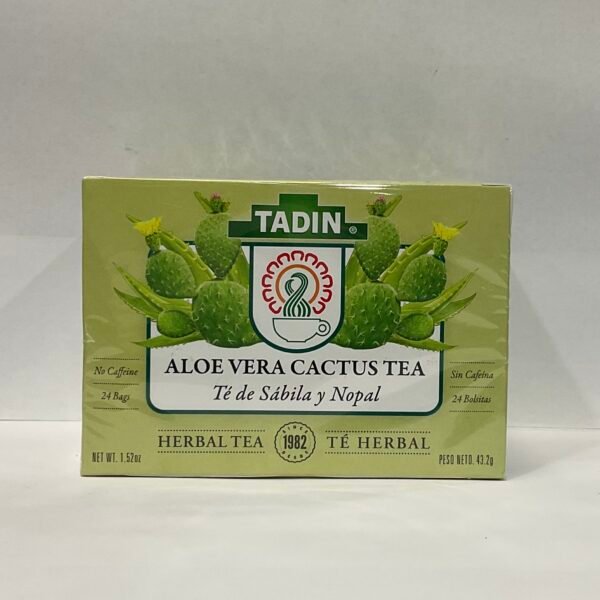 TADIN ®
ALOE VERA CACTUS TEA
Té de Sábila y Nopal
No Caffeine
24 Bags
Sin Cafeína
24 Bolsitas
HERBAL TEA
SINCE
1982
DESDE
TÉ HERBAL
NET WT. 1.52oz
PESO NETO. 43.2g